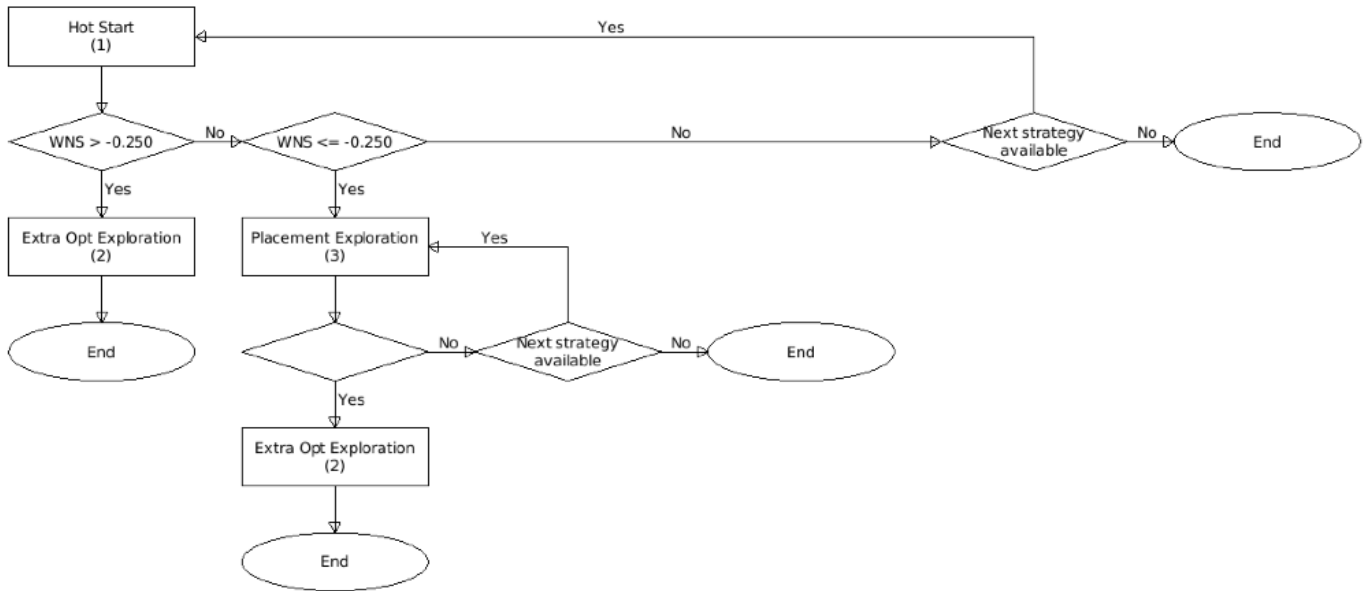 Hot Start
(1)
Yes
WNS > -0.250
No
WNS <= -0.250
No
Next strategy
available
No
End
Yes
Yes
Extra Opt Exploration
(2)
Placement Exploration
(3)
Yes
End
No
Next strategy
available
No
End
Yes
Extra Opt Exploration
(2)
End